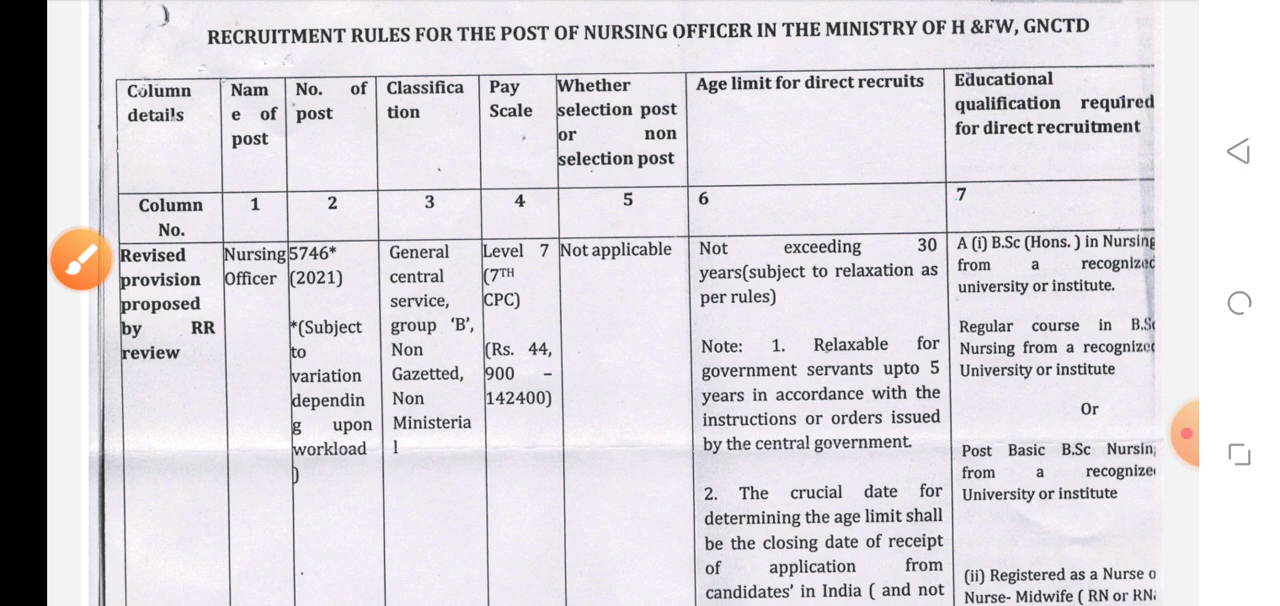 RECRUITMENT RULES FOR THE POST OF NURSING OFFICER IN THE MINISTRY OF H &FW, GNCTD
Column
details
Nam
e of
post
No. of
post
Classifica
tion
Pay
Scale
Whether
selection post
or non
selection post
Age limit for direct recruits
Educational
qualification required
for direct recruitment
Column
No.
1
2
3
4
5
6
7
Revised
provision
proposed
by RR
review
Nursing
Officer
5746*
(2021)
*(Subject
to
variation
dependin
g upon
workload
)
General
central
service,
group ‘B’,
Non
Gazetted,
Non
Ministeria
l
Level 7
(7TH
CPC)
(Rs. 44,
900 –
142400)
Not applicable
Not exceeding 30
years(subject to relaxation as
per rules)
Note: 1. Relaxable for
government servants upto 5
years in accordance with the
instructions or orders issued
by the central government.
2. The crucial date for
determining the age limit shall
be the closing date of receipt
of application from
candidates’ in India ( and not
A (i) B.Sc (Hons. ) in Nursing
from a recognized
university or institute.
Regular course in B.Sc
Nursing from a recognized
University or institute
Or
Post Basic B.Sc Nursin
from a recognize
University or institute
(ii) Registered as a Nurse o
Nurse- Midwife ( RN or RN